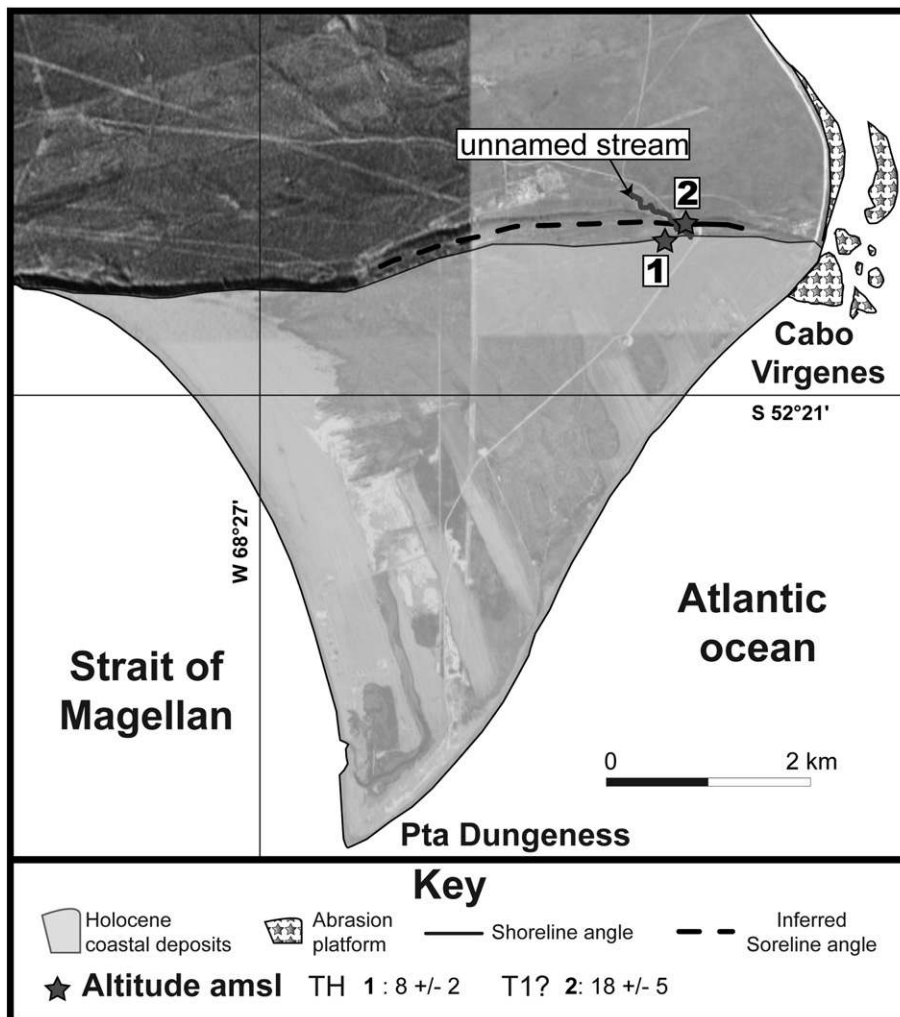 unnamed stream
2
1
Cabo
Virgenes
S 52°21'
W 68°27'
Atlantic
ocean
Strait of
Magellan
0 2 km
Pta Dungeness
Key
Holocene
coastal deposits
Abrasion
platform
Shoreline angle
Inferred
Soreline angle
Altitude amsl TH 1 : 8 +/- 2 T1? 2: 18 +/- 5